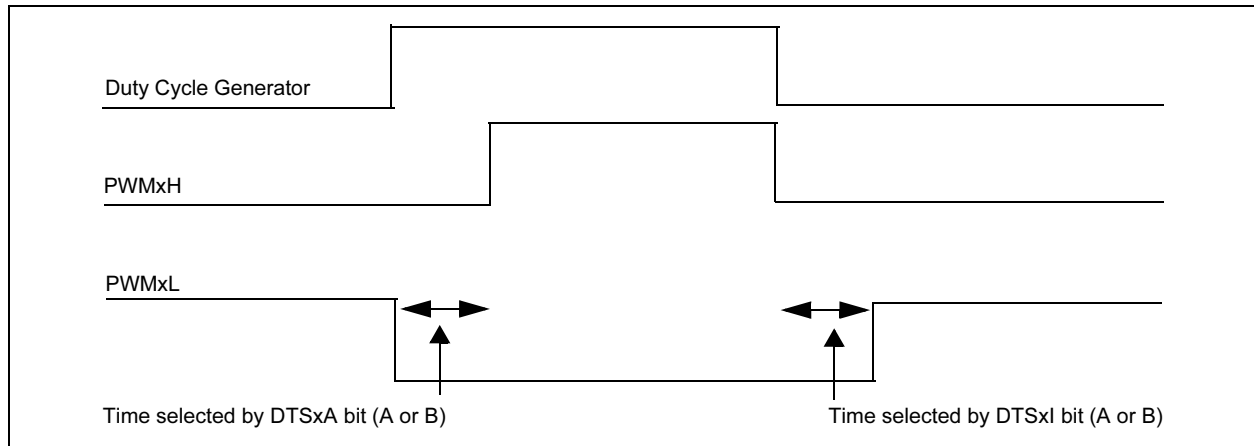 Duty Cycle Generator
PWMxH
PWMxL
Time selected by DTSxA bit (A or B)
Time selected by DTSxI bit (A or B)